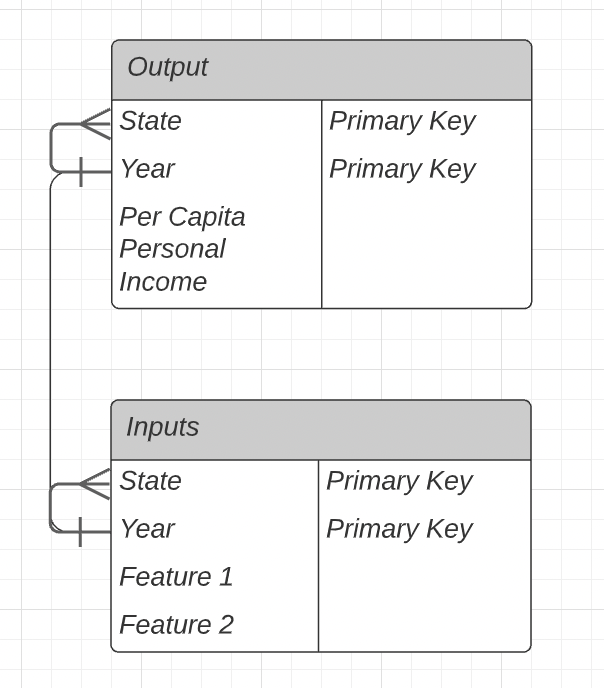 Output
State Primary Key
Year Primary Key
Per Capita
Personal
Income
Inputs
State Primary Key
Year Primary Key
Feature 1
Feature 2